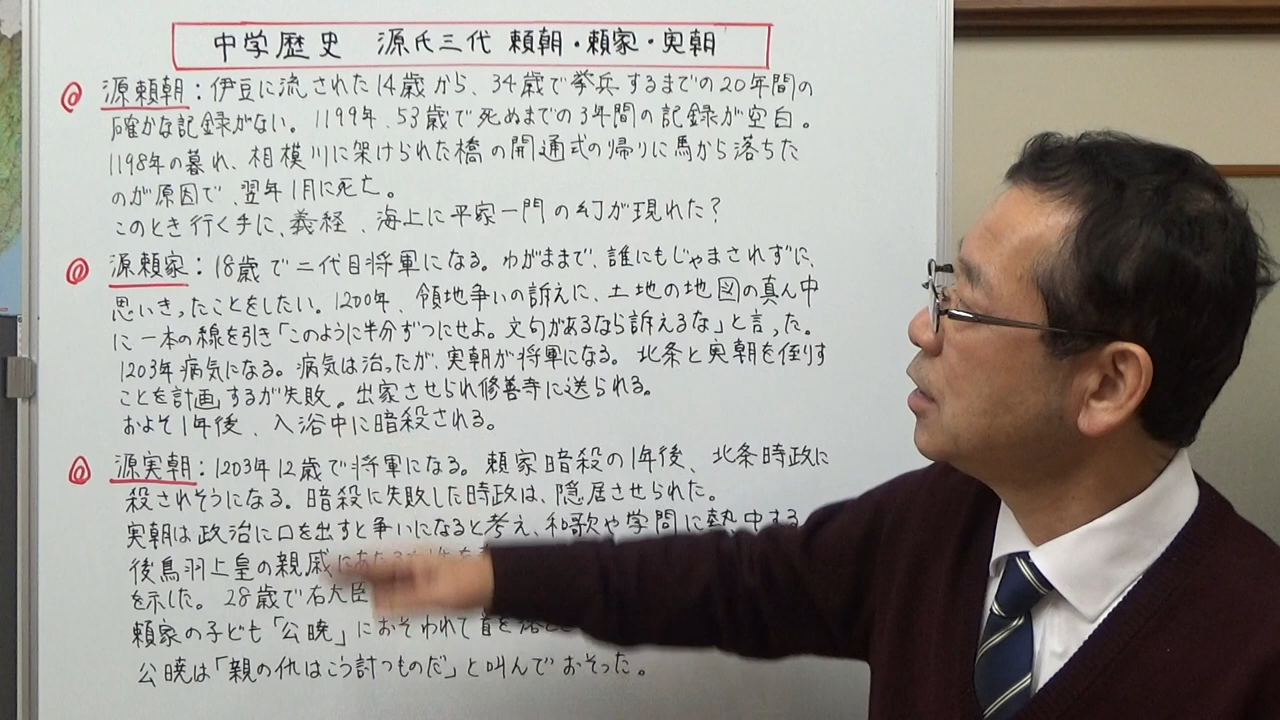 中学歴史 源氏三代 頼朝・頼家・実朝
◎ 源頼朝：伊豆に流された14歳から、34歳で挙兵するまでの20年間の
確かな記録がない。1199年、53歳で死ぬまでの3年間の記録が空白。
1198年の暮れ、相模川に架けられた橋の開通式の帰りに馬から落ちた
のが原因で、翌年1月に死亡。
このとき行く手に、義経、海上に平家一門の幻が現れた？
◎ 源頼家：18歳で二代目将軍になる。わがままで、誰にもじゃまされずに、
思いきったことをしたい。1200年、領地争いの訴えに、土地の地図の真ん中
に一本の線を引き「このように半分ずつにせよ。文句があるなら訴えるな」と言った。
1203年病気になる。病気は治ったが、実朝が将軍になる。北条と実朝を倒す
ことを計画するが失敗。出家させられ修善寺に送られる。
およそ1年後、入浴中に暗殺される。
◎ 源実朝：1203年12歳で将軍になる。頼家暗殺の1年後、北条時政に
殺されそうになる。暗殺に失敗した時政は、隠居させられた。
実朝は政治に口を出すと争いになると考え、和歌や学問に熱中する
後鳥羽上皇の親戚にあたる
を示した。28歳で右大臣
頼家の子ども「公暁」におそわれて首を落と
公暁は「親の仇はこう討つものだ」と叫んでおそった。